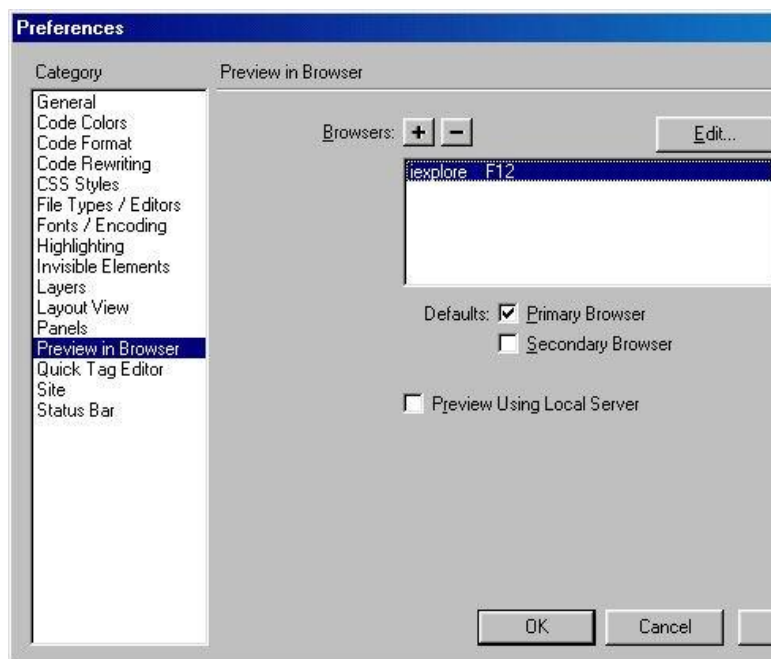 Preferences
Category
General
Code Colors
Code Format
Code Rewriting
CSS Styles
File Types / Editors
Fonts / Encoding
Highlighting
Invisible Elements
Layers
Layout View
Panels
Preview in Browser
Quick Tag Editor
Site
Status Bar
Preview in Browser
Browsers: + − Edit...
iexplore F12
Defaults: Primary Browser
Secondary Browser
Preview Using Local Server
OK Cancel